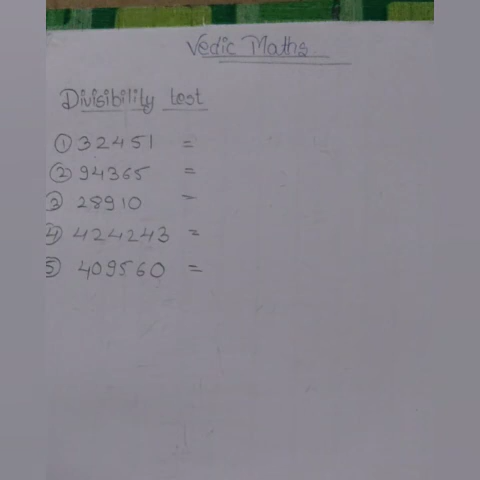 Vedic Maths.
Divisibility test
① 32451 =
② 94365 =
③ 28910 =
④ 424243 =
⑤ 409560 =